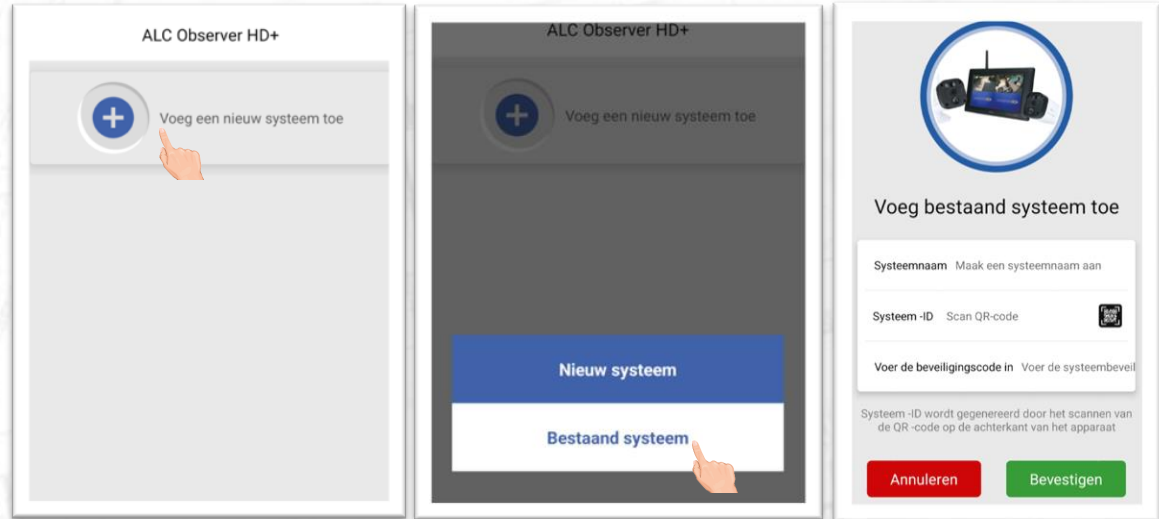 ALC Observer HD+
Voeg een nieuw systeem toe
ALC Observer HD+
Voeg een nieuw systeem toe
Nieuw systeem
Bestaand systeem
Voeg bestaand systeem toe
Systeemnaam Maak een systeemnaam aan
Systeem -ID Scan QR-code
Voer de beveiligingscode in Voer de systeembeveil
Systeem -ID wordt gegenereerd door het scannen van
de QR -code op de achterkant van het apparaat
Annuleren Bevestigen